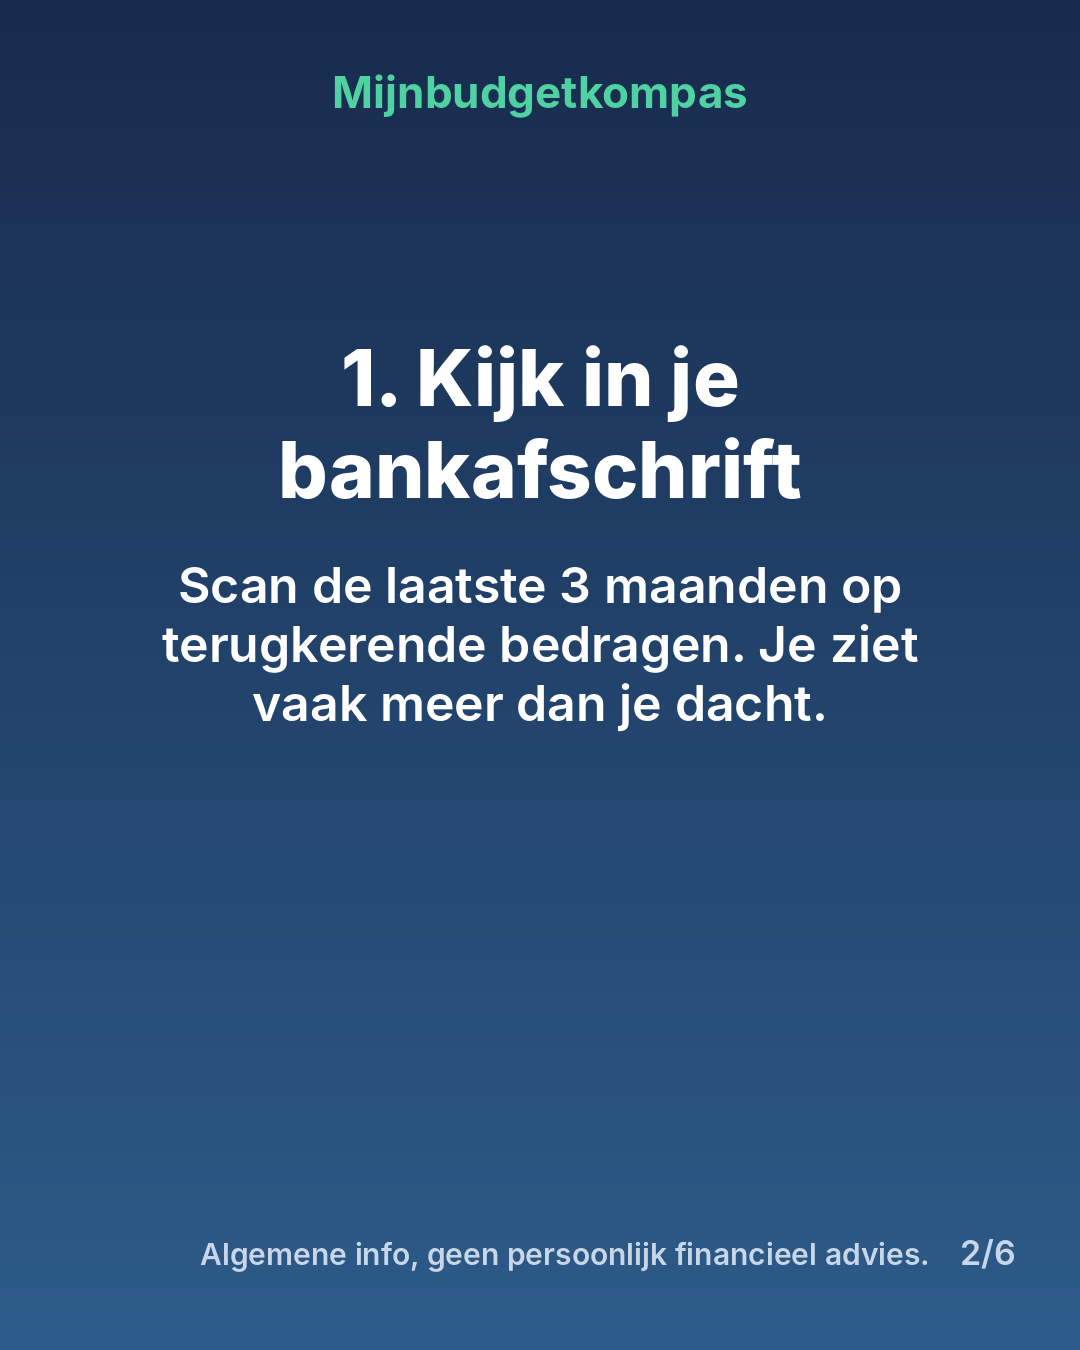 Mijnbudgetkompas
1. Kijk in je
bankafschrift
Scan de laatste 3 maanden op
terugkerende bedragen. Je ziet
vaak meer dan je dacht.
Algemene info, geen persoonlijk financieel advies. 2/6